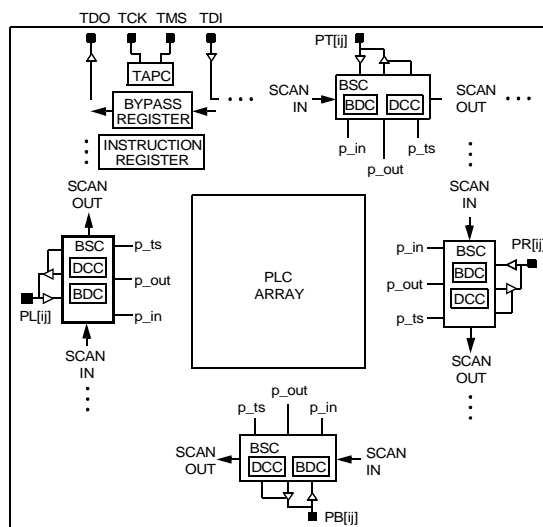 TDO TCK TMS TDI
PT[ij]
TAPC
SCAN
IN
BSC
BDC DCC
SCAN
OUT
BYPASS
REGISTER
INSTRUCTION
REGISTER
p_in p_ts
p_out
SCAN
OUT
SCAN
IN
BSC
DCC
BDC
p_ts
p_out
p_in
PL[ij]
SCAN
IN
PLC
ARRAY
p_in
p_out
p_ts
BSC
BDC
DCC
PR[ij]
SCAN
OUT
p_out
p_ts p_in
SCAN
OUT
BSC
DCC BDC
SCAN
IN
PB[ij]